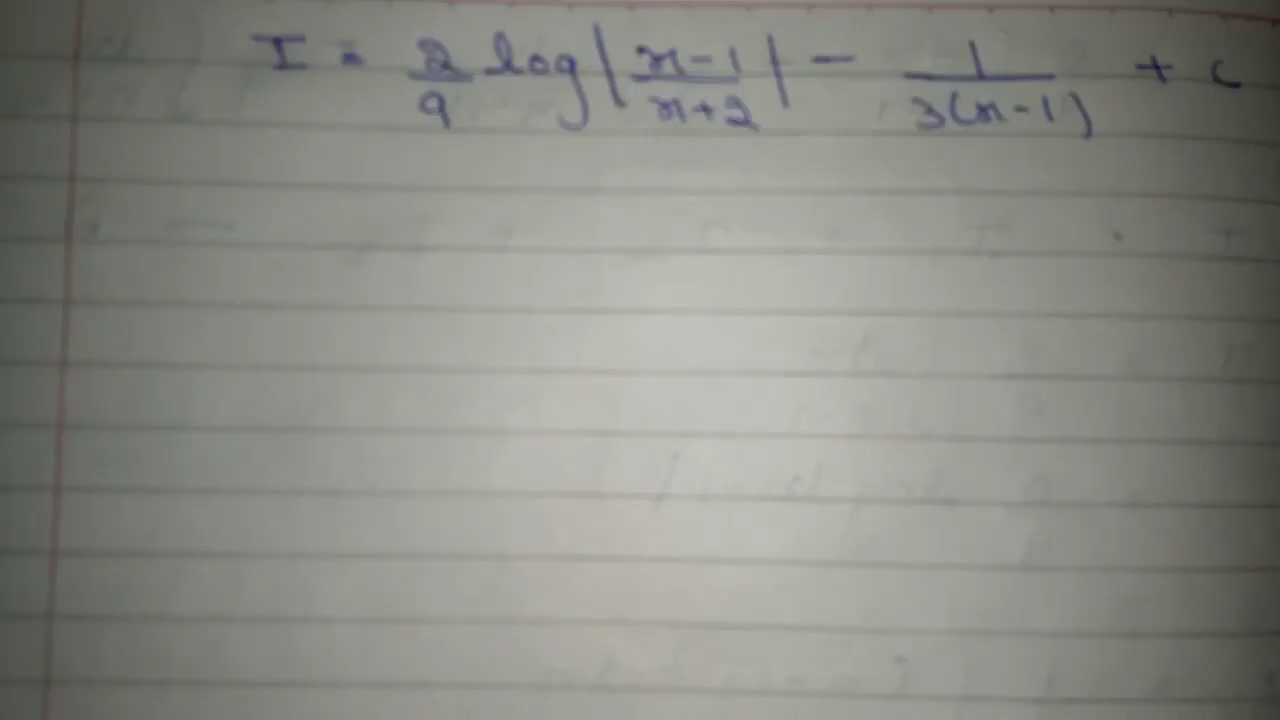 I = 2/9 log|x-1/x+2| - 1/3(x-1) + c